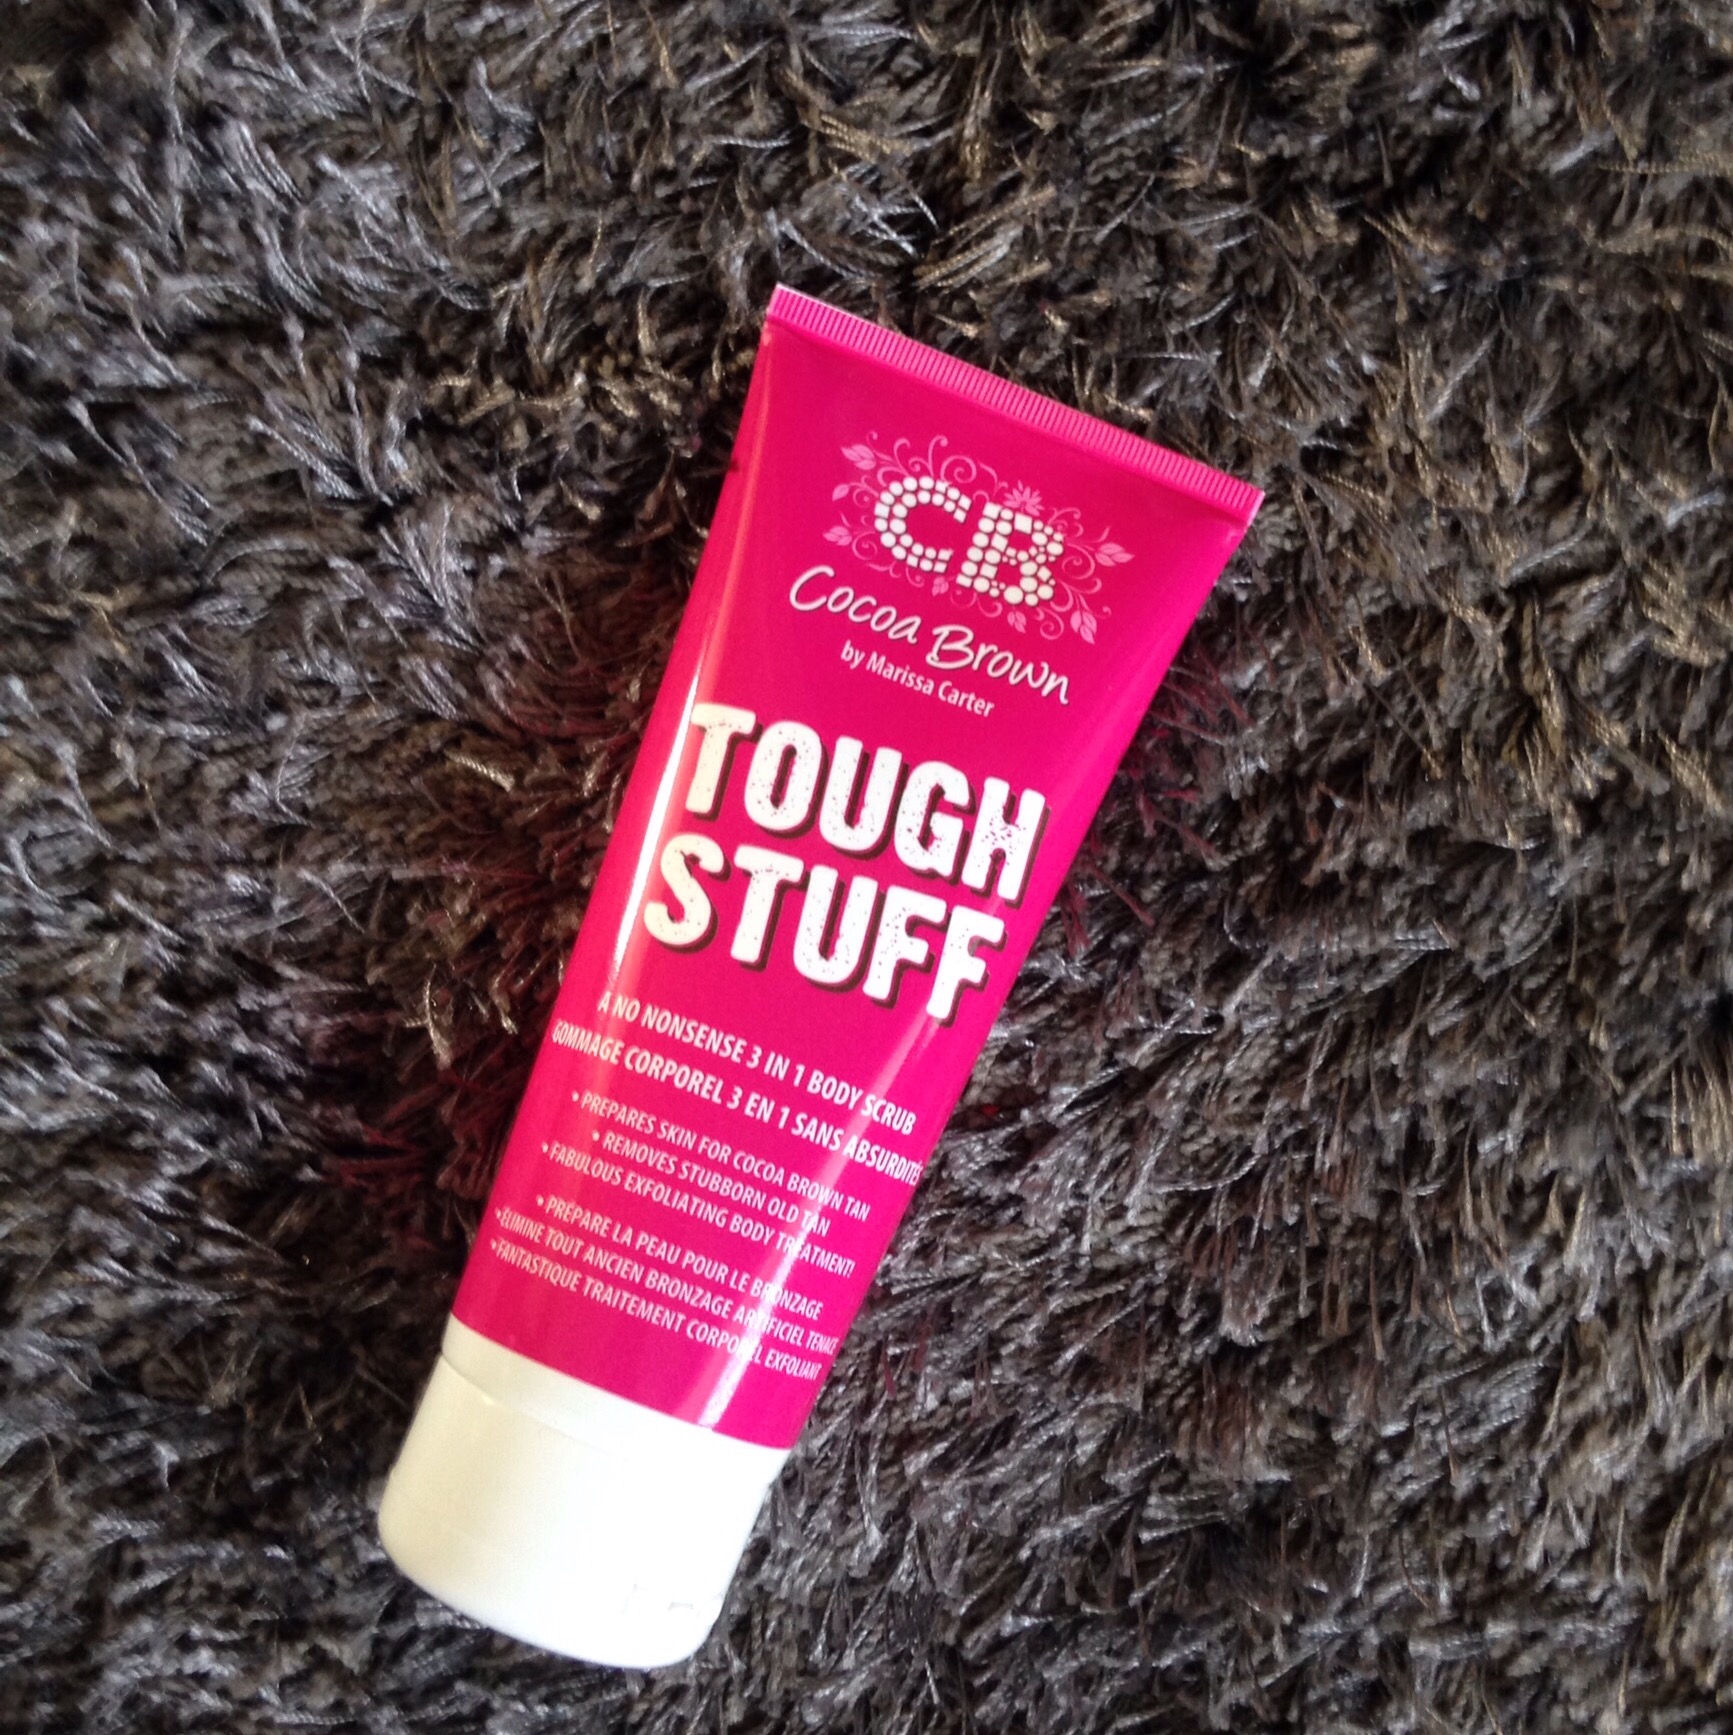 CB
Cocoa Brown
by Marissa Carter
TOUGH
STUFF
A NO NONSENSE 3 IN 1 BODY SCRUB
GOMMAGE CORPOREL 3 EN 1 SANS ABSURDITÉS
• PREPARES SKIN FOR COCOA BROWN TAN
• REMOVES STUBBORN OLD TAN
• FABULOUS EXFOLIATING BODY TREATMENT!
• PRÉPARE LA PEAU POUR LE BRONZAGE
• ÉLIMINE TOUT ANCIEN BRONZAGE ARTIFICIEL TENACE
• FANTASTIQUE TRAITEMENT CORPOREL EXFOLIANT